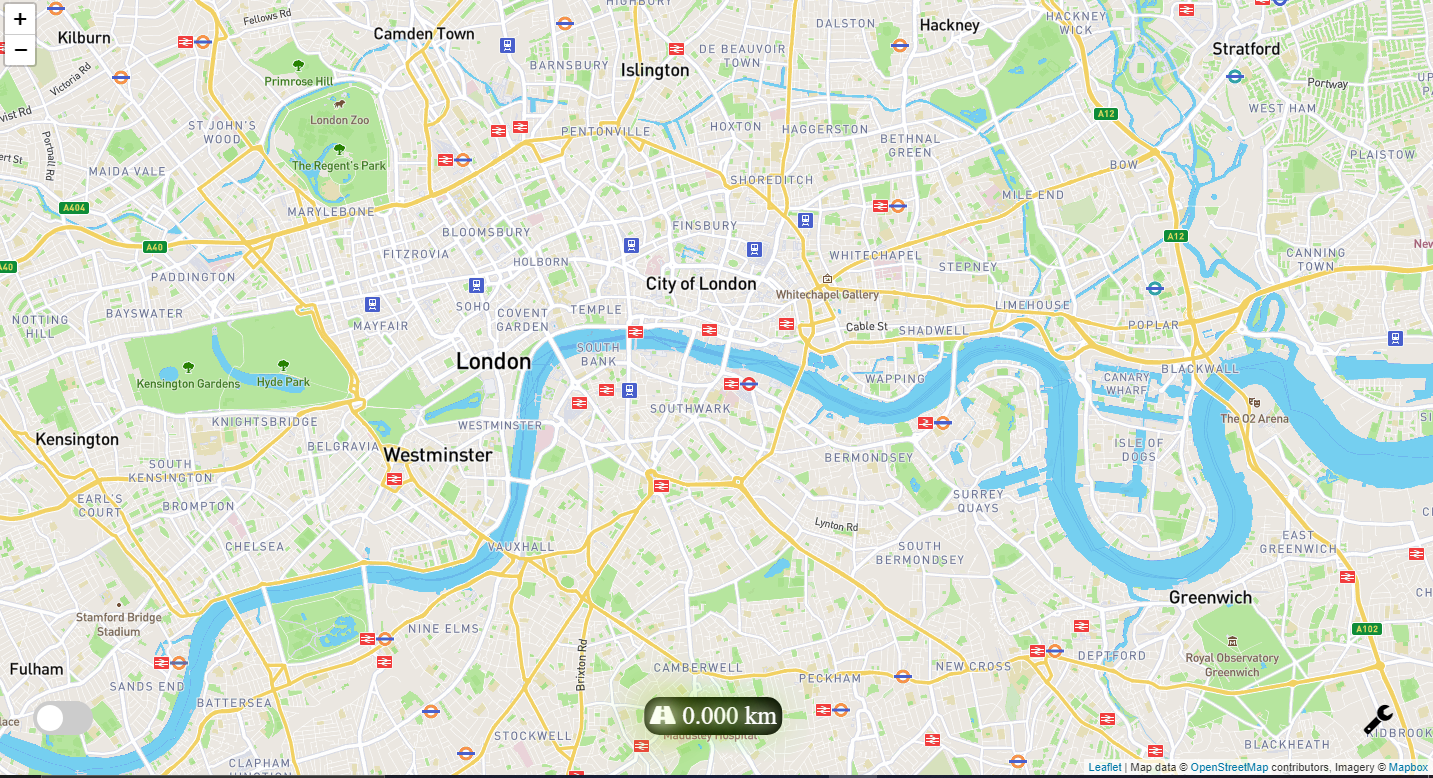 +
−
Fellows Rd
HIGHBURY
Kilburn
Camden Town
DALSTON
Hackney
HACKNEY
WICK
Stratford
DE BEAUVOIR
TOWN
BARNSBURY
Islington
Victoria Rd
Primrose Hill
Portway
London Zoo
ST JOHN'S
WOOD
WEST HAM
A12
PENTONVILLE
HOXTON
HAGGERSTON
BETHNAL
GREEN
Portnall Rd
MAIDA VALE
The Regent's Park
BOW
PLAISTOW
SHOREDITCH
MILE END
A404
MARYLEBONE
BLOOMSBURY
FINSBURY
A12
A40
FITZROVIA
HOLBORN
WHITECHAPEL
STEPNEY
CANNING
TOWN
A40
PADDINGTON
City of London
Whitechapel Gallery
LIMEHOUSE
NOTTING
HILL
BAYSWATER
SOHO
MAYFAIR
COVENT
GARDEN
TEMPLE
Cable St
SHADWELL
POPLAR
London
SOUTH
BANK
BLACKWALL
Kensington Gardens
Hyde Park
WAPPING
CANARY
WHARF
KNIGHTSBRIDGE
WESTMINSTER
SOUTHWARK
The O2 Arena
Kensington
BELGRAVIA
Westminster
BERMONDSEY
ISLE OF
DOGS
SOUTH
KENSINGTON
EARL'S
COURT
BROMPTON
SURREY
QUAYS
Lynton Rd
CHELSEA
VAUXHALL
SOUTH
BERMONDSEY
EAST
GREENWICH
Stamford Bridge
Stadium
NINE ELMS
Greenwich
A102
Fulham
Brixton Rd
CAMBERWELL
PECKHAM
NEW CROSS
DEPTFORD
Royal Observatory
Greenwich
SANDS END
BATTERSEA
0.000 km
Maudsley Hospital
STOCKWELL
BLACKHEATH
KIDBROOK
CLAPHAM
JUNCTION
Leaflet | Map data © OpenStreetMap contributors, Imagery © Mapbox